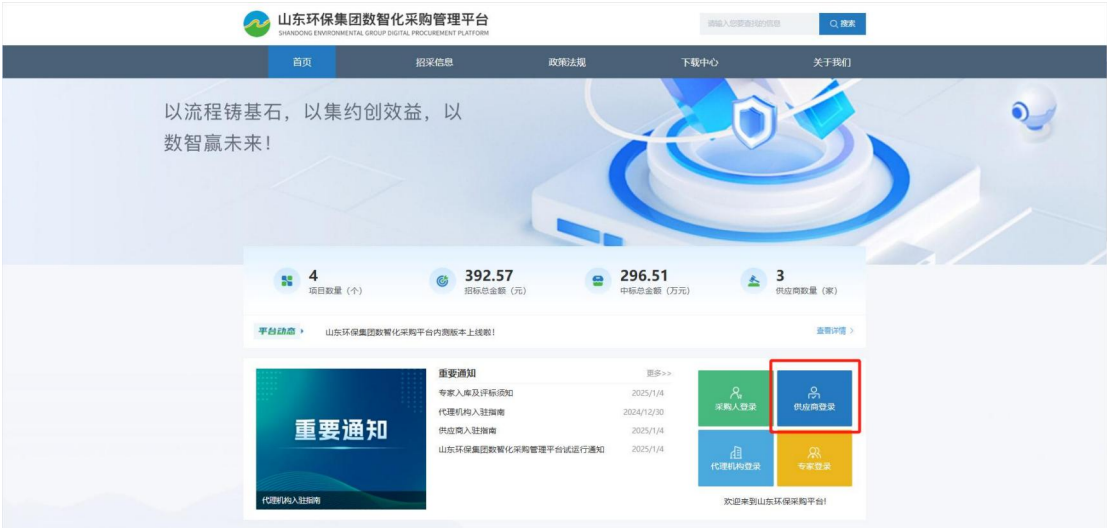 山东环保集团数智化采购管理平台
SHANDONG ENVIRONMENTAL GROUP DIGITAL PROCUREMENT PLATFORM
请输入您要查找的信息
搜索
首页
招采信息
政策法规
下载中心
关于我们
以流程铸基石，以集约创效益，以
数智赢未来！
4
项目数量（个）
392.57
招标总金额（元）
296.51
中标总金额（万元）
3
供应商数量（家）
平台动态
山东环保集团数智化采购平台内测版本上线啦！
查看详情 >
重要通知
代理机构入驻指南
重要通知
更多>>
专家入库及评标须知 2025/1/4
代理机构入驻指南 2024/12/30
供应商入驻指南 2025/1/4
山东环保集团数智化采购管理平台试运行通知 2025/1/4
采购人登录
供应商登录
代理机构登录
专家登录
欢迎来到山东环保采购平台!